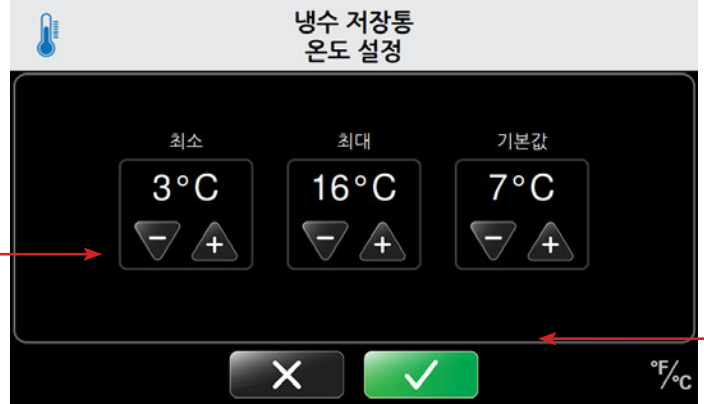 냉수 저장통
온도 설정
최소 최대 기본값
3°C 16°C 7°C
− + − + − +
°F/°C